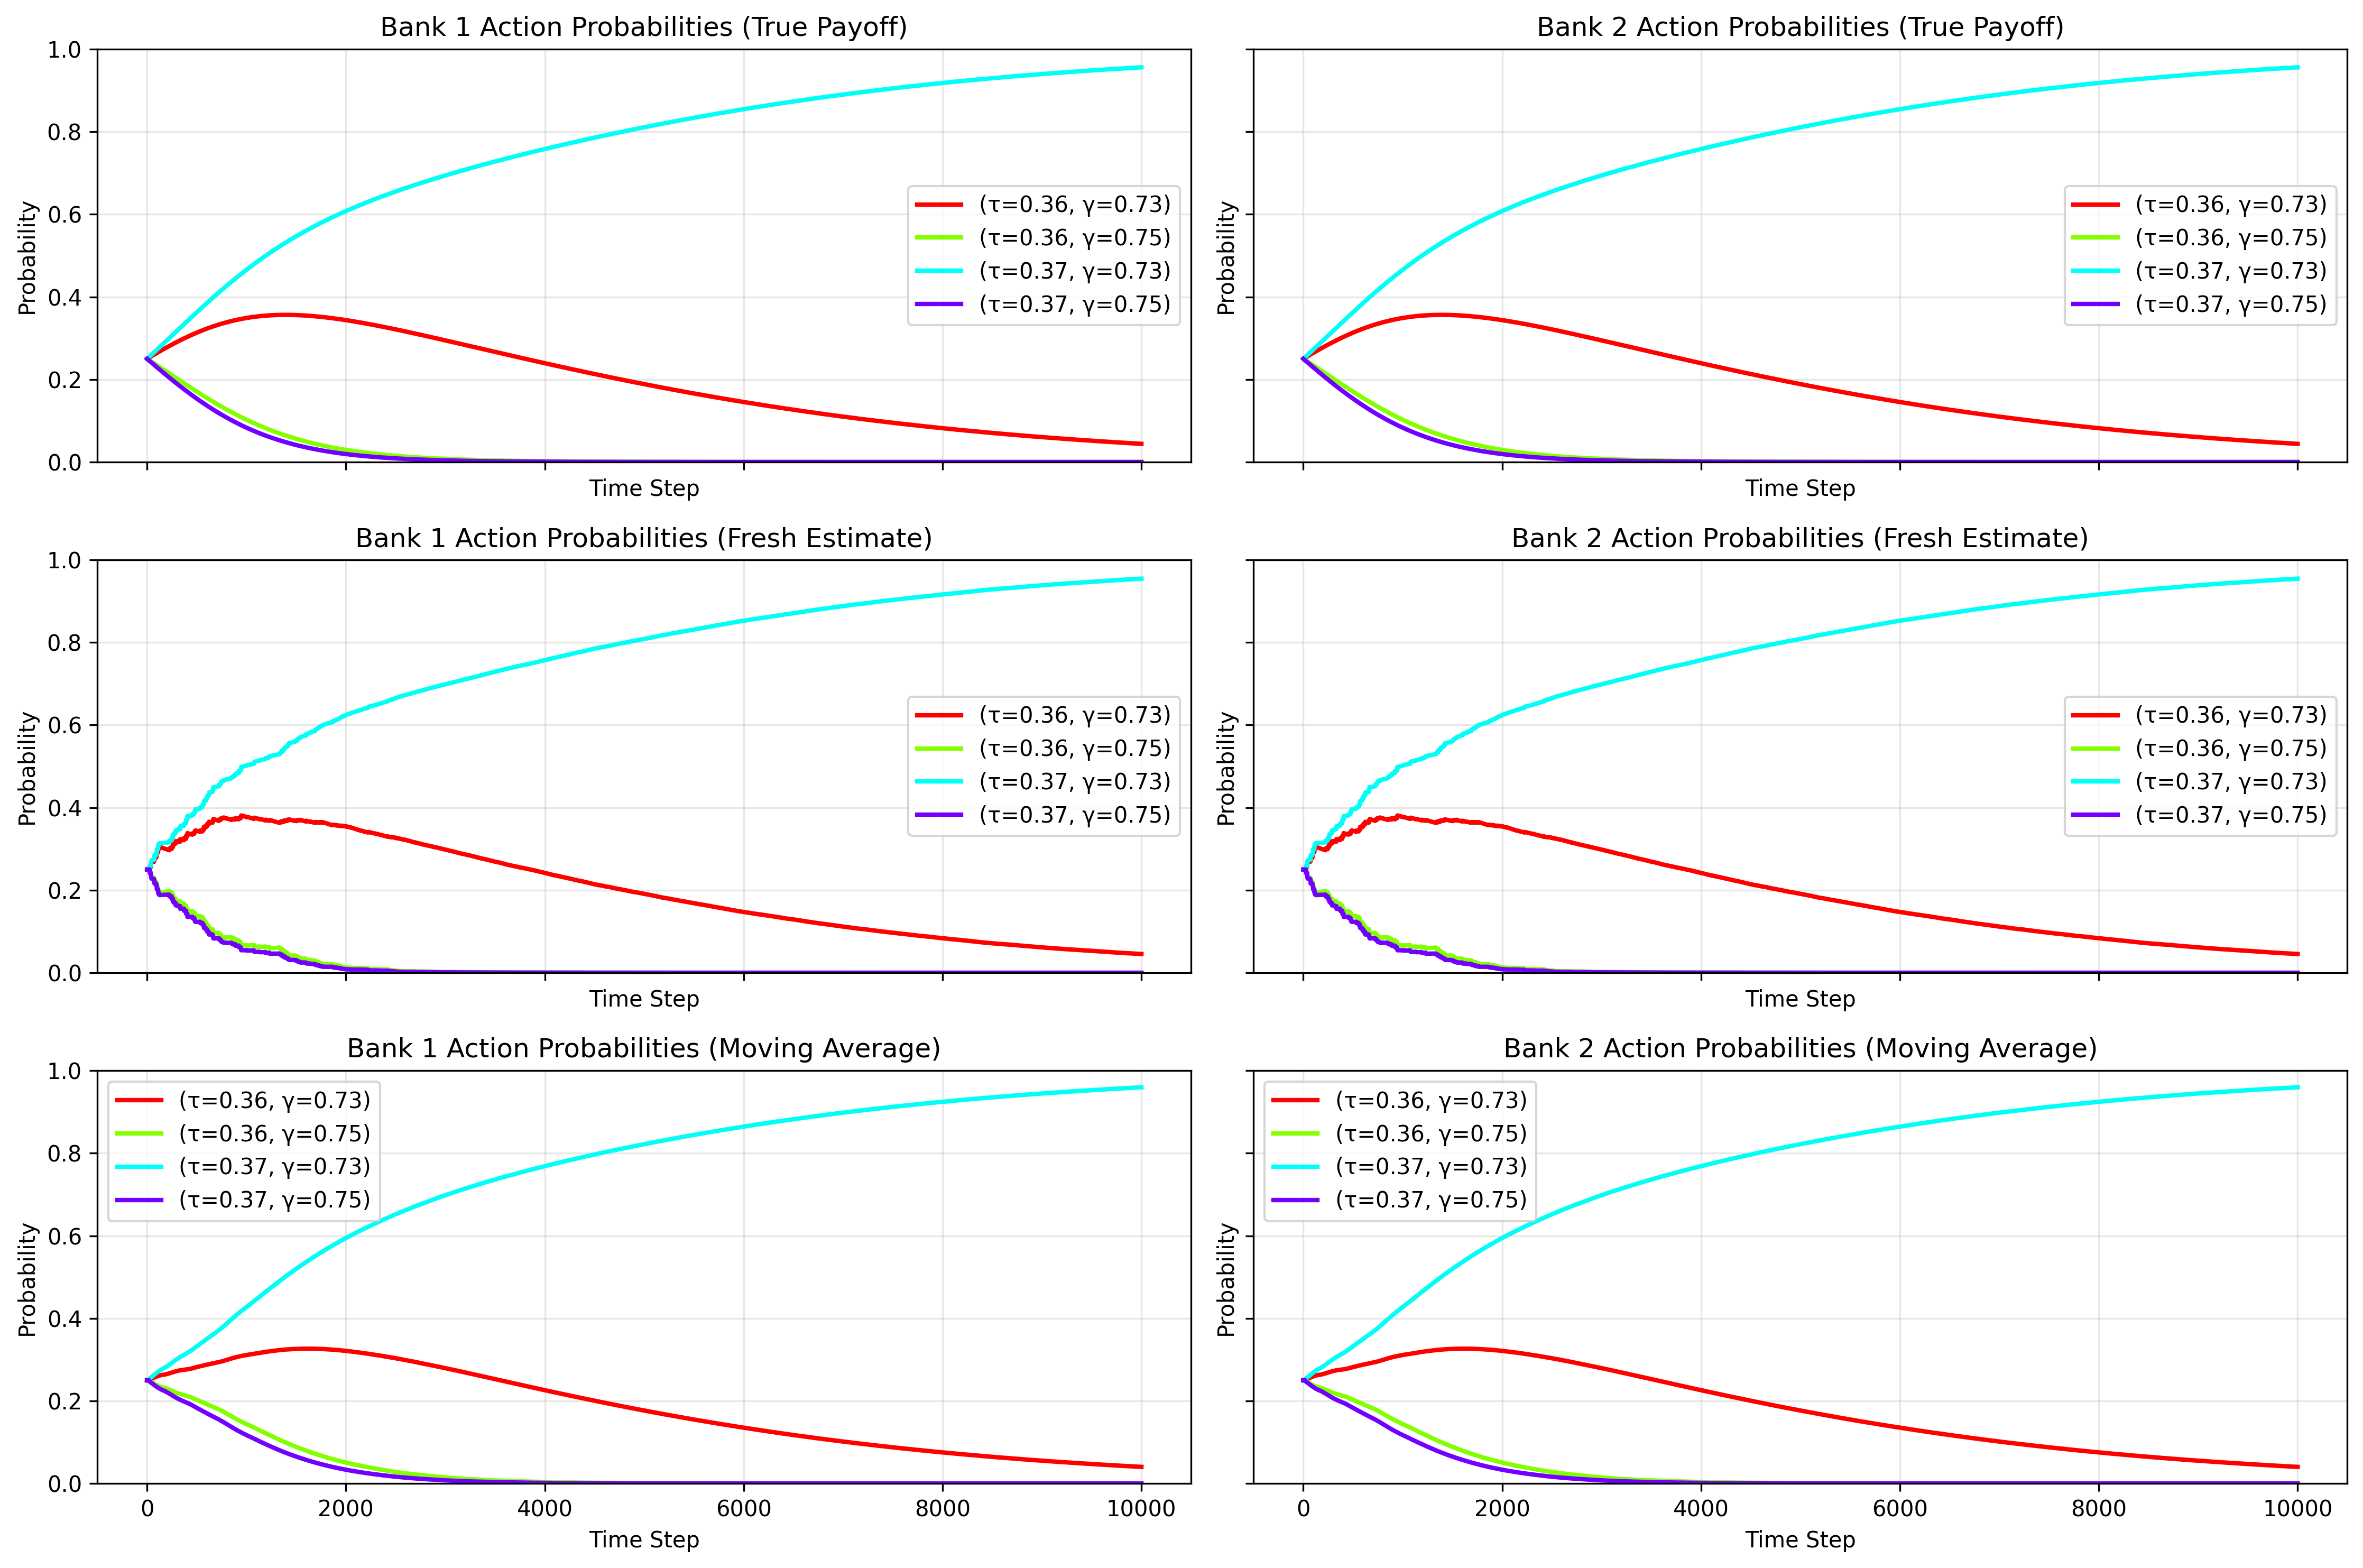 Bank 1 Action Probabilities (True Payoff)
1.0
0.8
0.6
0.4
0.2
0.0
Probability
(τ=0.36, γ=0.73)
(τ=0.36, γ=0.75)
(τ=0.37, γ=0.73)
(τ=0.37, γ=0.75)
Time Step
Bank 2 Action Probabilities (True Payoff)
Probability
(τ=0.36, γ=0.73)
(τ=0.36, γ=0.75)
(τ=0.37, γ=0.73)
(τ=0.37, γ=0.75)
Time Step
Bank 1 Action Probabilities (Fresh Estimate)
1.0
0.8
0.6
0.4
0.2
0.0
Probability
(τ=0.36, γ=0.73)
(τ=0.36, γ=0.75)
(τ=0.37, γ=0.73)
(τ=0.37, γ=0.75)
Time Step
Bank 2 Action Probabilities (Fresh Estimate)
Probability
(τ=0.36, γ=0.73)
(τ=0.36, γ=0.75)
(τ=0.37, γ=0.73)
(τ=0.37, γ=0.75)
Time Step
Bank 1 Action Probabilities (Moving Average)
1.0
0.8
0.6
0.4
0.2
0.0
Probability
(τ=0.36, γ=0.73)
(τ=0.36, γ=0.75)
(τ=0.37, γ=0.73)
(τ=0.37, γ=0.75)
0 2000 4000 6000 8000 10000
Time Step
Bank 2 Action Probabilities (Moving Average)
Probability
(τ=0.36, γ=0.73)
(τ=0.36, γ=0.75)
(τ=0.37, γ=0.73)
(τ=0.37, γ=0.75)
0 2000 4000 6000 8000 10000
Time Step